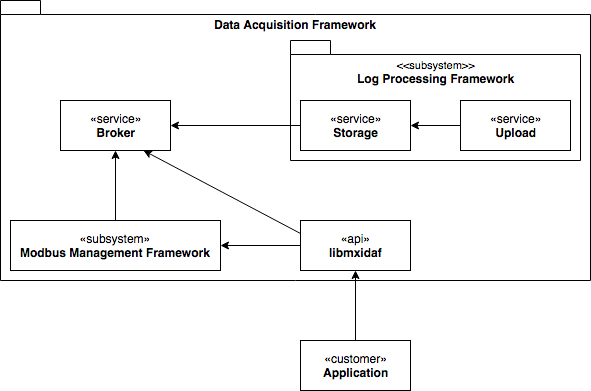 Data Acquisition Framework
<<subsystem>>
Log Processing Framework
«service»
Broker
«service»
Storage
«service»
Upload
«subsystem»
Modbus Management Framework
«api»
libmxidaf
«customer»
Application